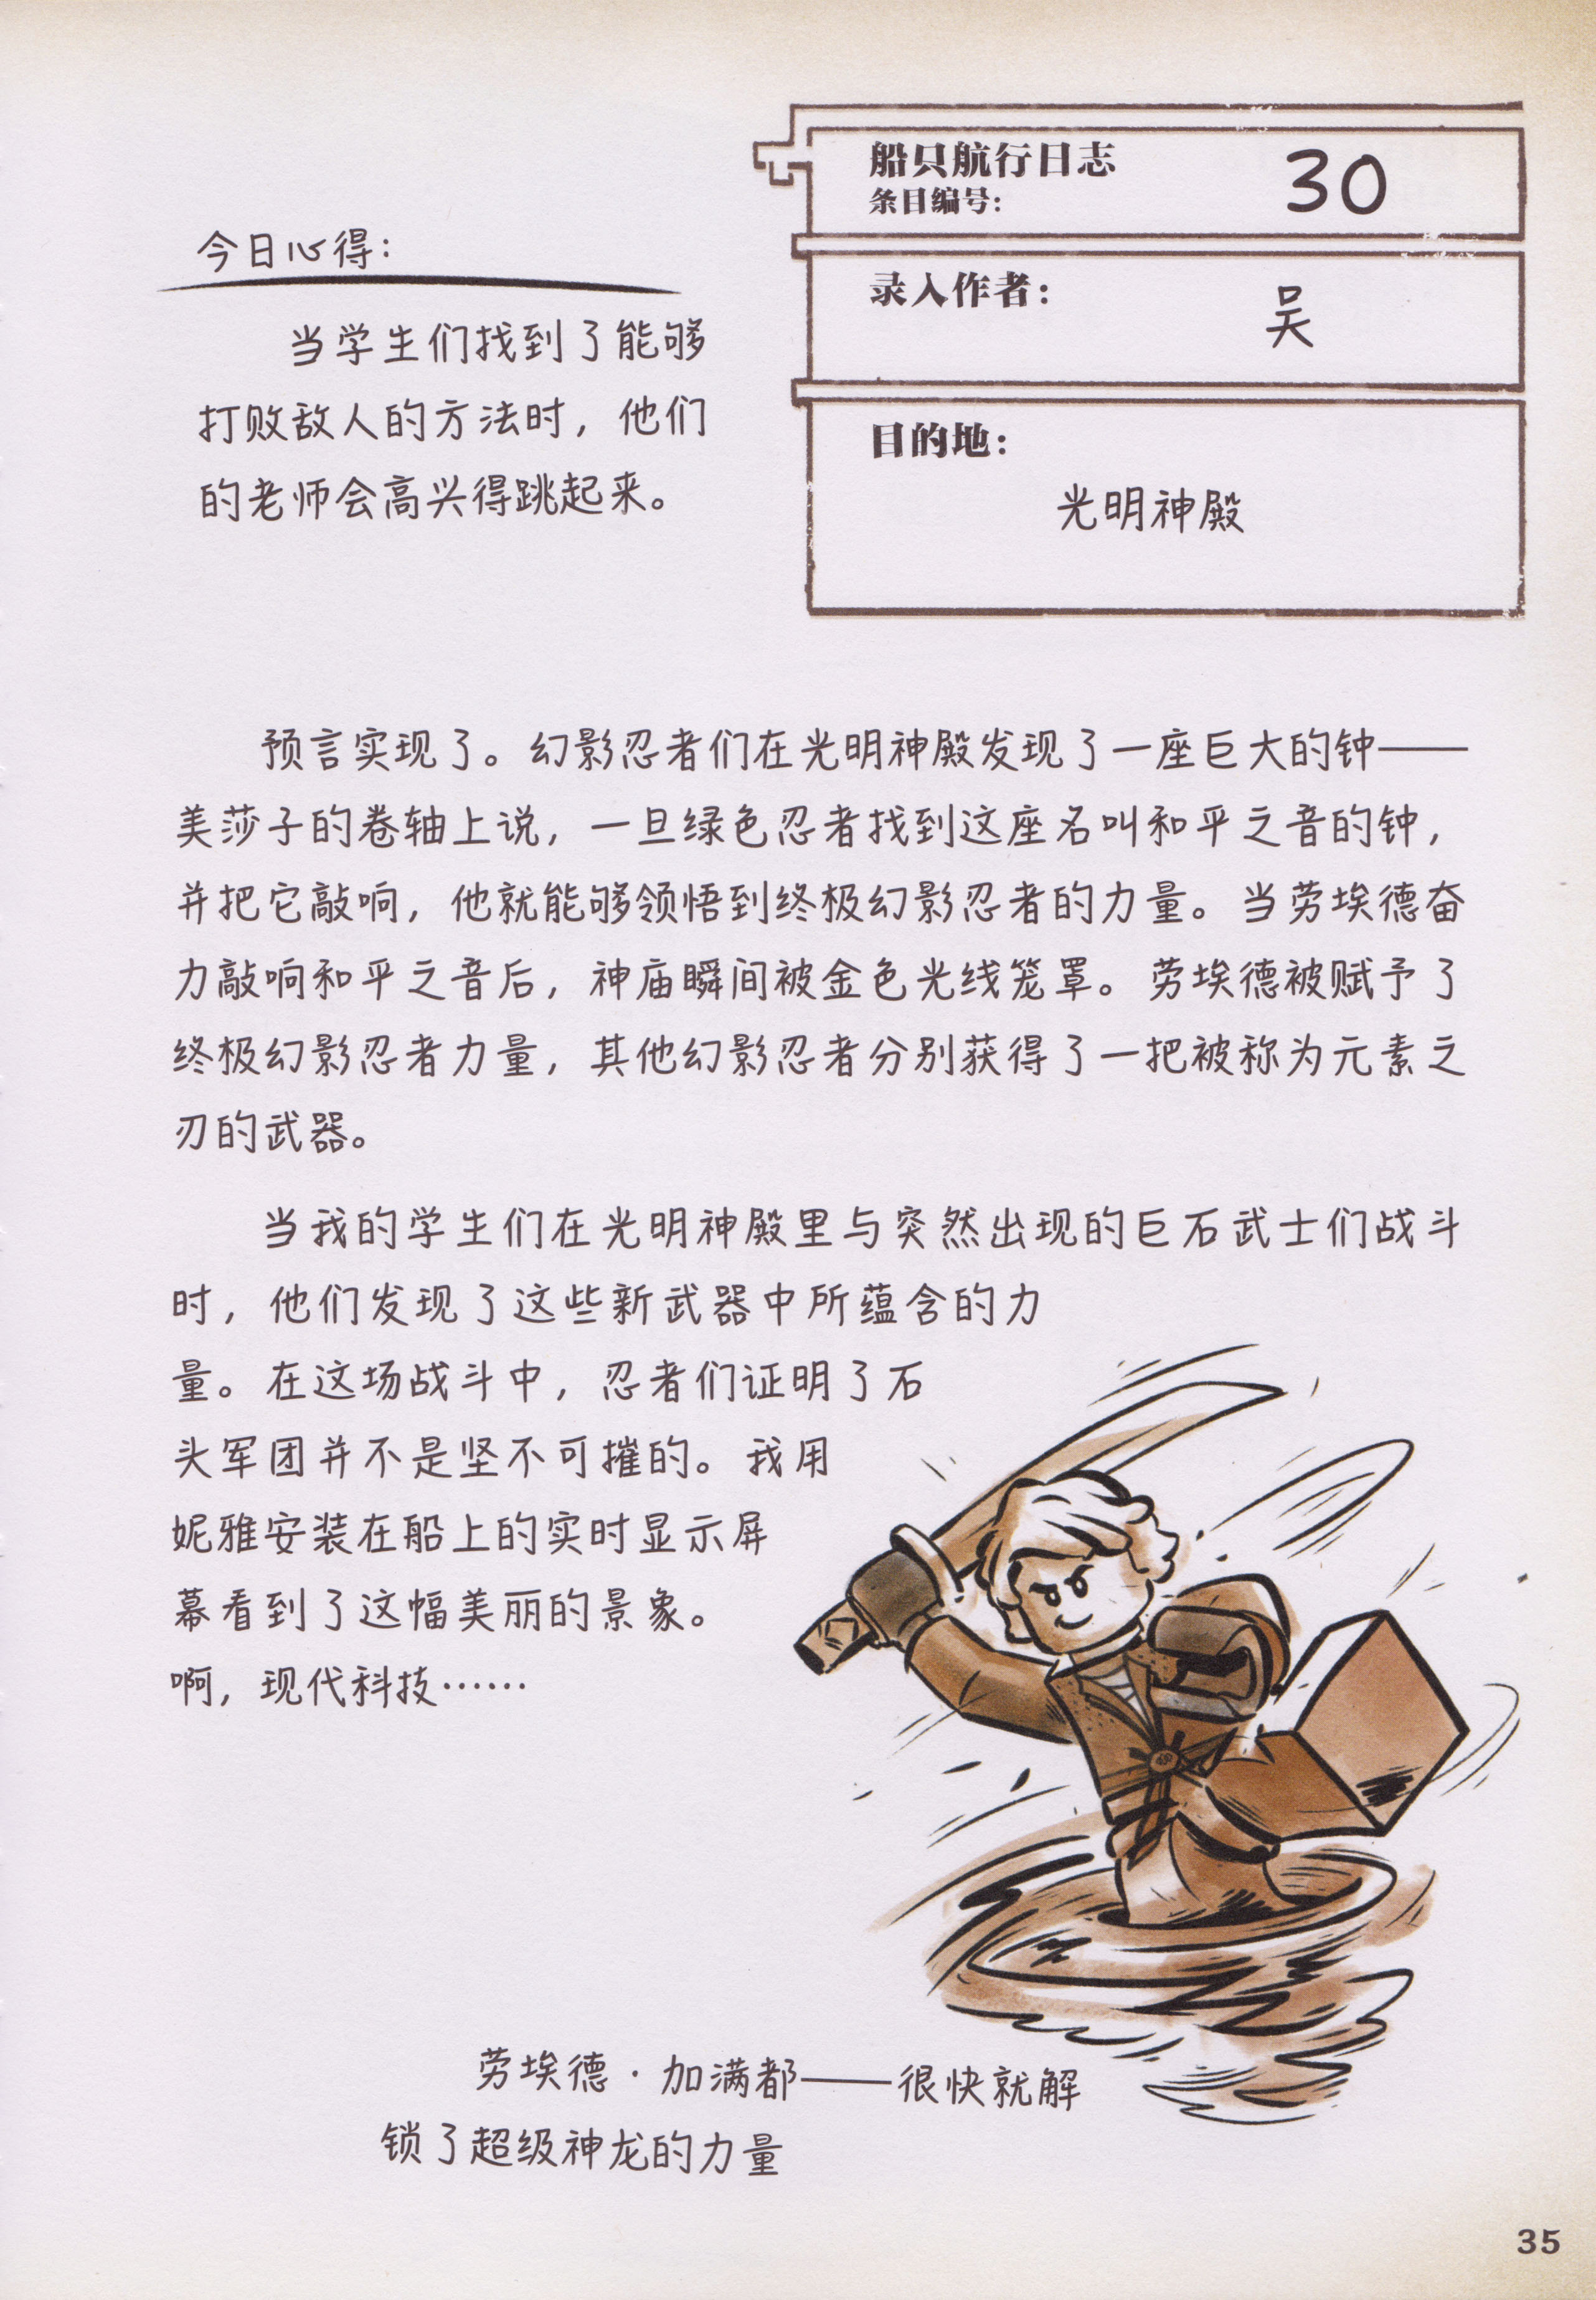 船只航行日志
条目编号：
30
录入作者：
吴
目的地：
光明神殿
今日心得：
当学生们找到了能够
打败敌人的方法时，他们
的老师会高兴得跳起来。
预言实现了。幻影忍者们在光明神殿发现了一座巨大的钟——
美莎子的卷轴上说，一旦绿色忍者找到这座名叫和平之音的钟，
并把它敲响，他就能够领悟到终极幻影忍者的力量。当劳埃德奋
力敲响和平之音后，神庙瞬间被金色光线笼罩。劳埃德被赋予了
终极幻影忍者力量，其他幻影忍者分别获得了一把被称为元素之
刃的武器。
当我的学生们在光明神殿里与突然出现的巨石武士们战斗
时，他们发现了这些新武器中所蕴含的力
量。在这场战斗中，忍者们证明了石
头军团并不是坚不可摧的。我用
妮雅安装在船上的实时显示屏
幕看到了这幅美丽的景象。
啊，现代科技……
劳埃德·加满都——很快就解
锁了超级神龙的力量
35